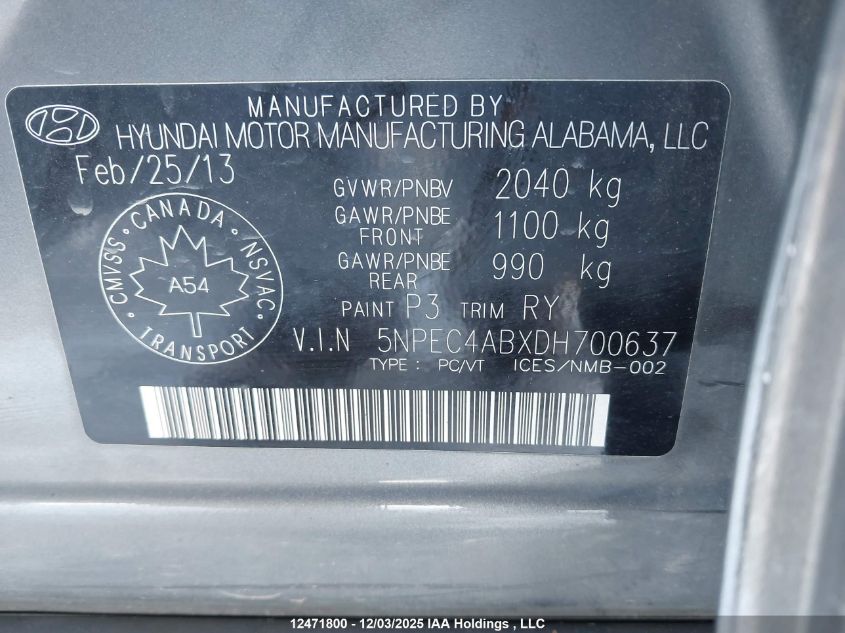 MANUFACTURED BY
HYUNDAI MOTOR MANUFACTURING ALABAMA, LLC
Feb/25/13
GVWR/PNBV 2040 kg
GAWR/PNBE FRONT 1100 kg
GAWR/PNBE REAR 990 kg
CANADA
CMVSS
NSVAC
A54
TRANSPORT
PAINT P3 TRIM RY
V.I.N 5NPEC4ABXDH700637
TYPE : PC/VT ICES/NMB-002
12471800 - 12/03/2025 IAA Holdings , LLC